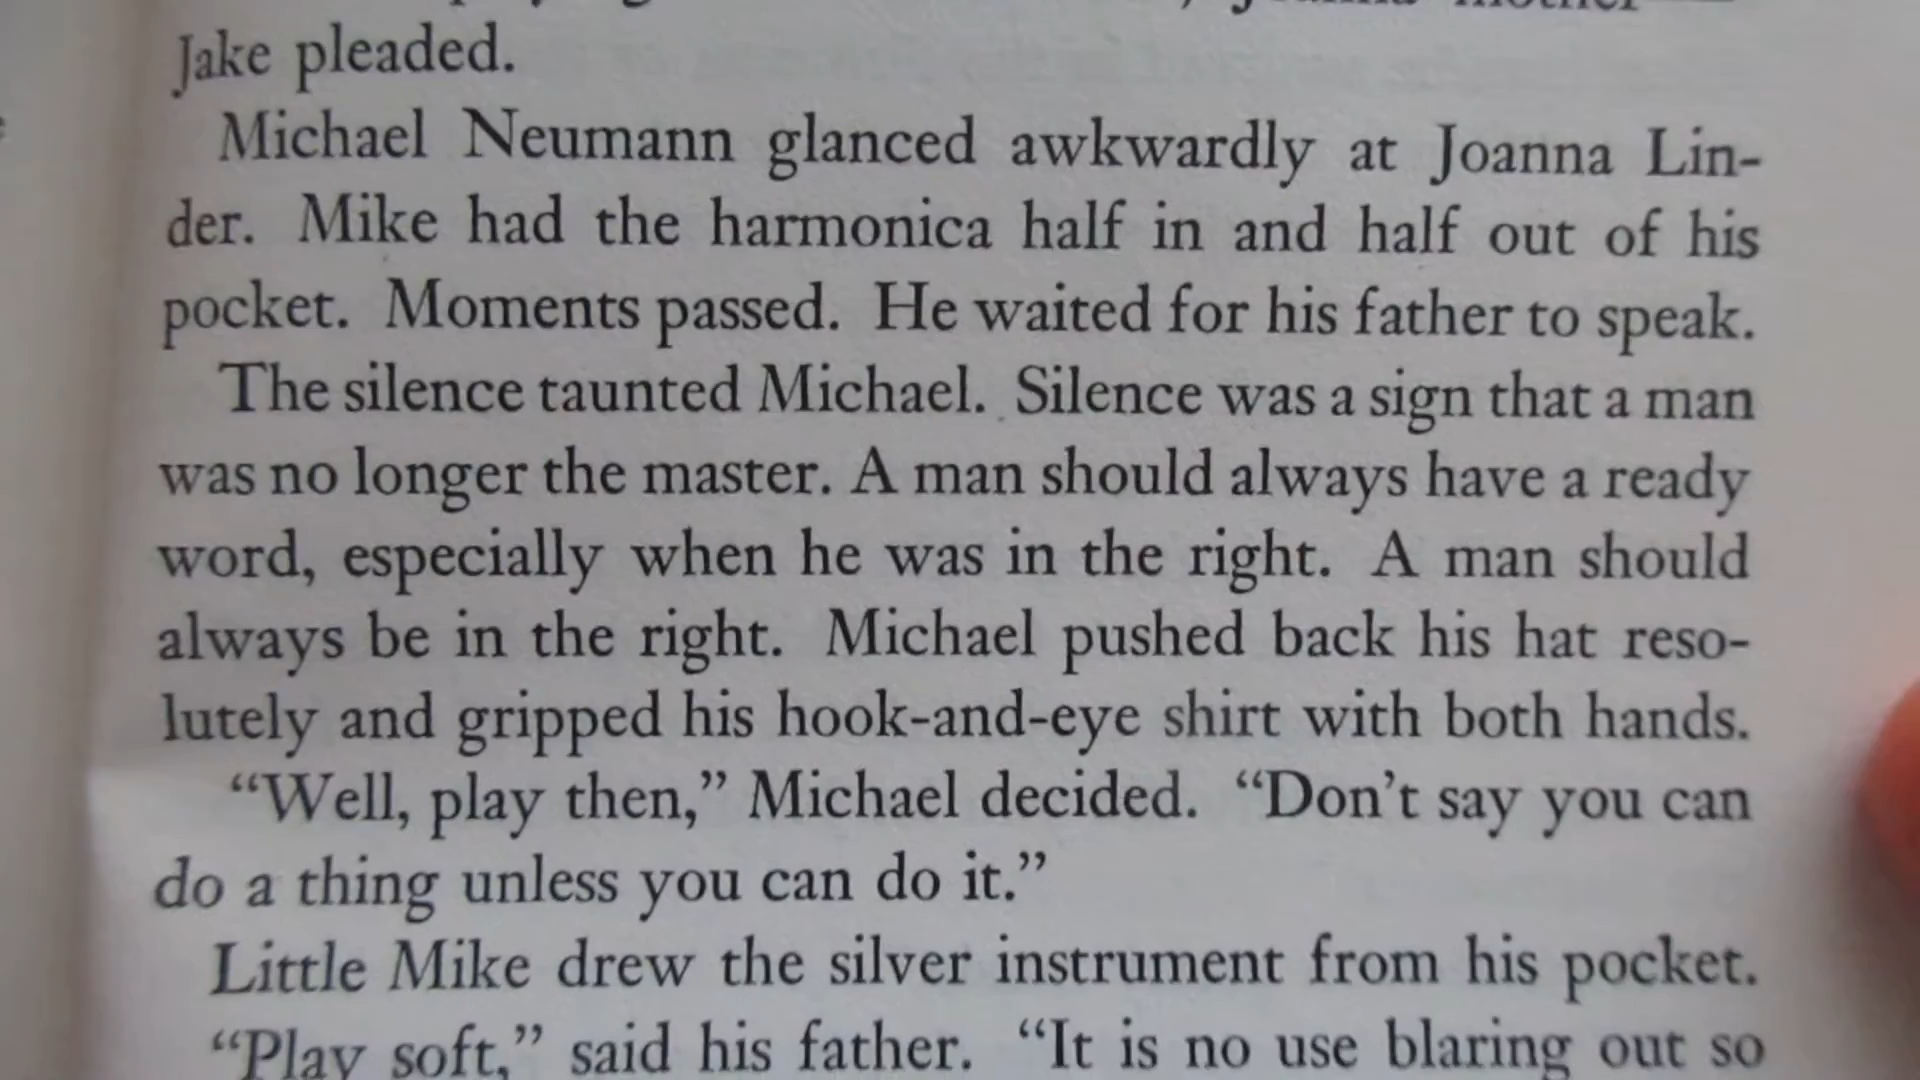 Jake pleaded.
Michael Neumann glanced awkwardly at Joanna Lin-
der. Mike had the harmonica half in and half out of his
pocket. Moments passed. He waited for his father to speak.
The silence taunted Michael. Silence was a sign that a man
was no longer the master. A man should always have a ready
word, especially when he was in the right. A man should
always be in the right. Michael pushed back his hat reso-
lutely and gripped his hook-and-eye shirt with both hands.
“Well, play then,” Michael decided. “Don’t say you can
do a thing unless you can do it.”
Little Mike drew the silver instrument from his pocket.
“Play soft,” said his father. “It is no use blaring out so